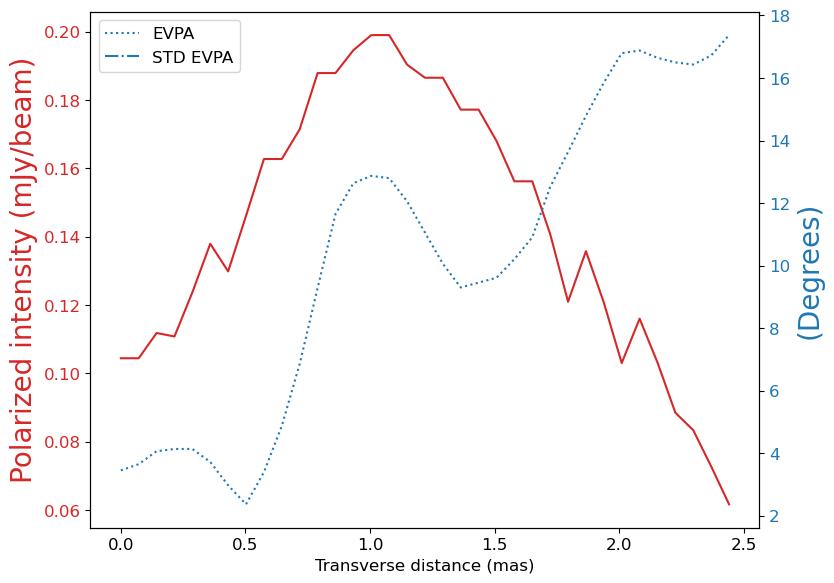 EVPA
STD EVPA
Polarized intensity (mJy/beam)
0.20
0.18
0.16
0.14
0.12
0.10
0.08
0.06
18
16
14
12
10
8
6
4
2
(Degrees)
0.0 0.5 1.0 1.5 2.0 2.5
Transverse distance (mas)